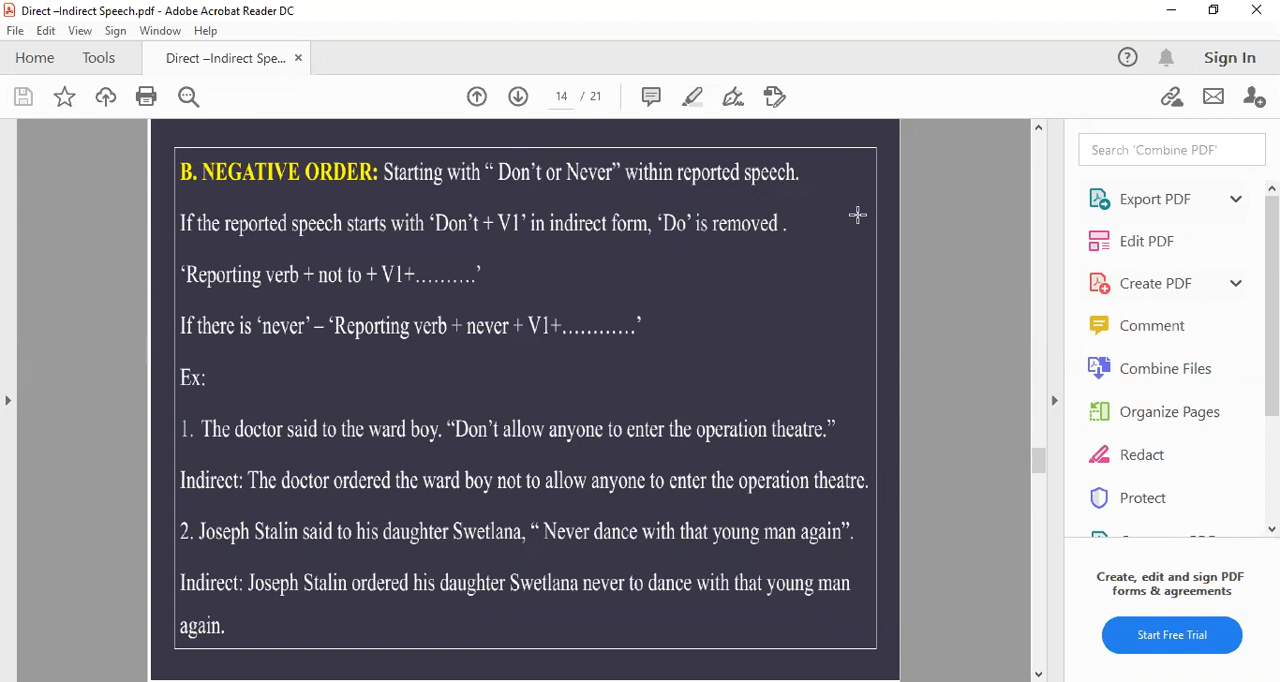 Direct –Indirect Speech.pdf - Adobe Acrobat Reader DC
File Edit View Sign Window Help
Home Tools Direct –Indirect Spe... × Sign In
14 / 21
B. NEGATIVE ORDER: Starting with “ Don’t or Never” within reported speech.
If the reported speech starts with ‘Don’t + V1’ in indirect form, ‘Do’ is removed .
‘Reporting verb + not to + V1+………’
If there is ‘never’ – ‘Reporting verb + never + V1+…………’
Ex:
1. The doctor said to the ward boy. “Don’t allow anyone to enter the operation theatre.”
Indirect: The doctor ordered the ward boy not to allow anyone to enter the operation theatre.
2. Joseph Stalin said to his daughter Swetlana, “ Never dance with that young man again”.
Indirect: Joseph Stalin ordered his daughter Swetlana never to dance with that young man
again.
Search 'Combine PDF'
Export PDF
Edit PDF
Create PDF
Comment
Combine Files
Organize Pages
Redact
Protect
Create, edit and sign PDF
forms & agreements
Start Free Trial